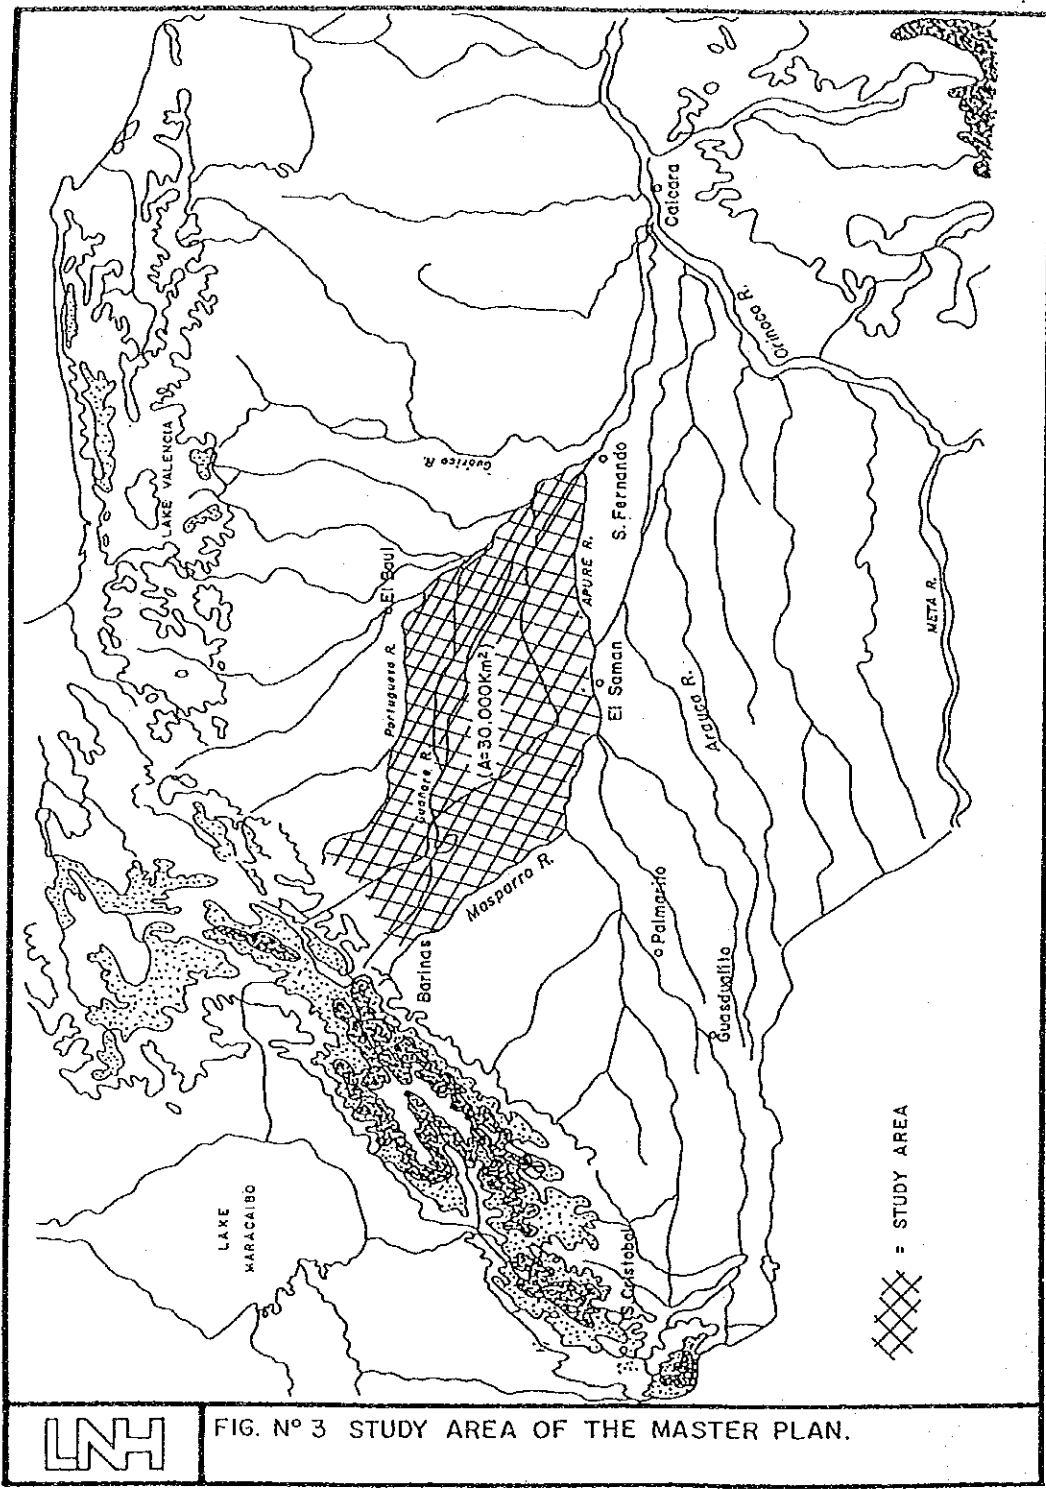 Caicara
Orinoco R.
LAKE VALENCIA
Guárico R.
S. Fernando
El Baul
APURE R.
META R.
Portuguesa R.
(A=30.000Km²)
El Saman
Arauca R.
Guanare R.
Masparro R.
Barinas
Palmarito
Guasdualito
LAKE
MARACAIBO
S. Cristobal
= STUDY AREA
LNH
FIG. Nº 3 STUDY AREA OF THE MASTER PLAN.